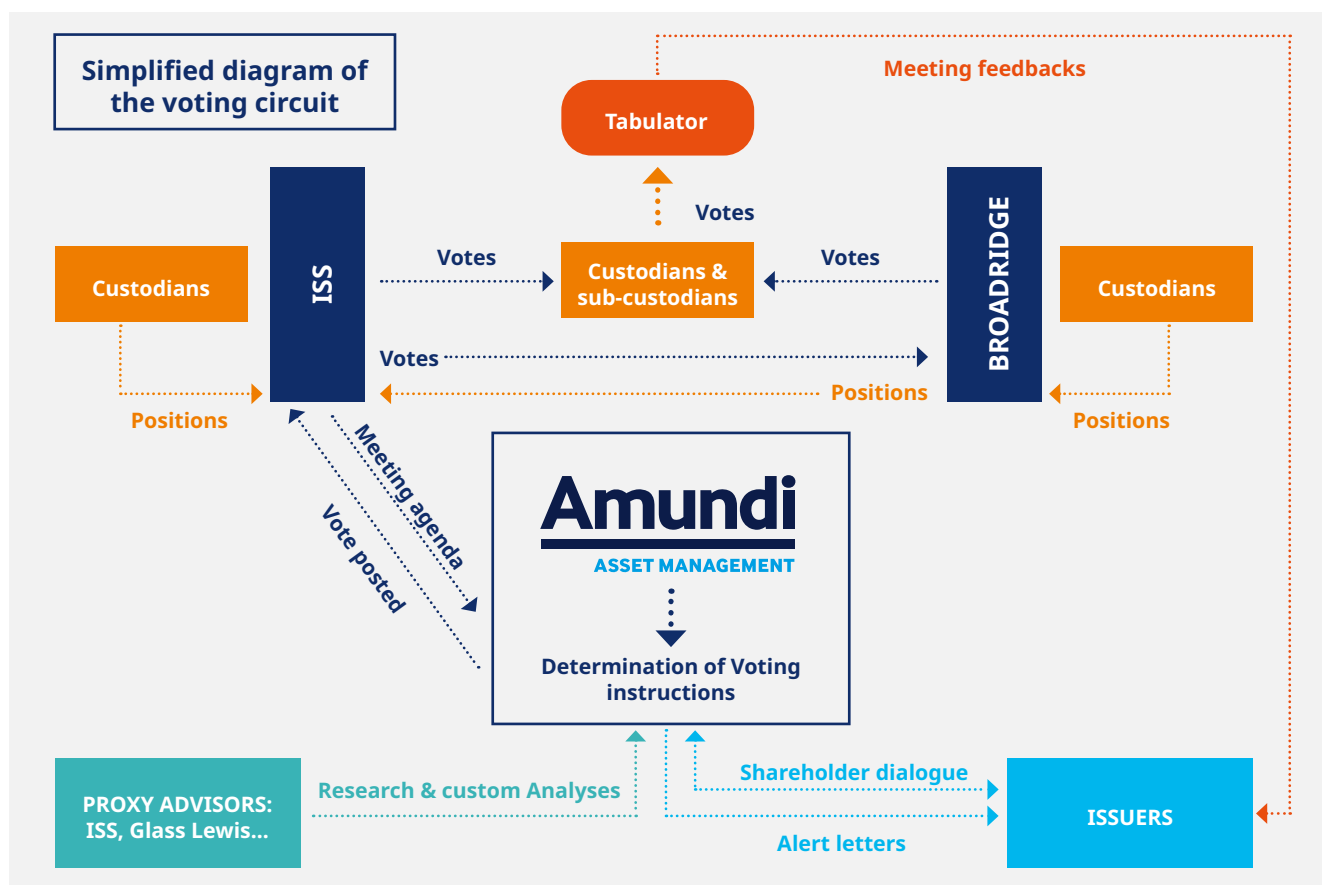 Simplified diagram of
the voting circuit
Meeting feedbacks
Tabulator
Votes
Custodians
ISS
Votes
Custodians &
sub-custodians
Votes
BROADRIDGE
Custodians
Votes
Positions
Positions
Positions
Meeting agenda
Vote posted
Amundi
ASSET MANAGEMENT
Determination of Voting
instructions
PROXY ADVISORS:
ISS, Glass Lewis...
Research & custom Analyses
Shareholder dialogue
Alert letters
ISSUERS